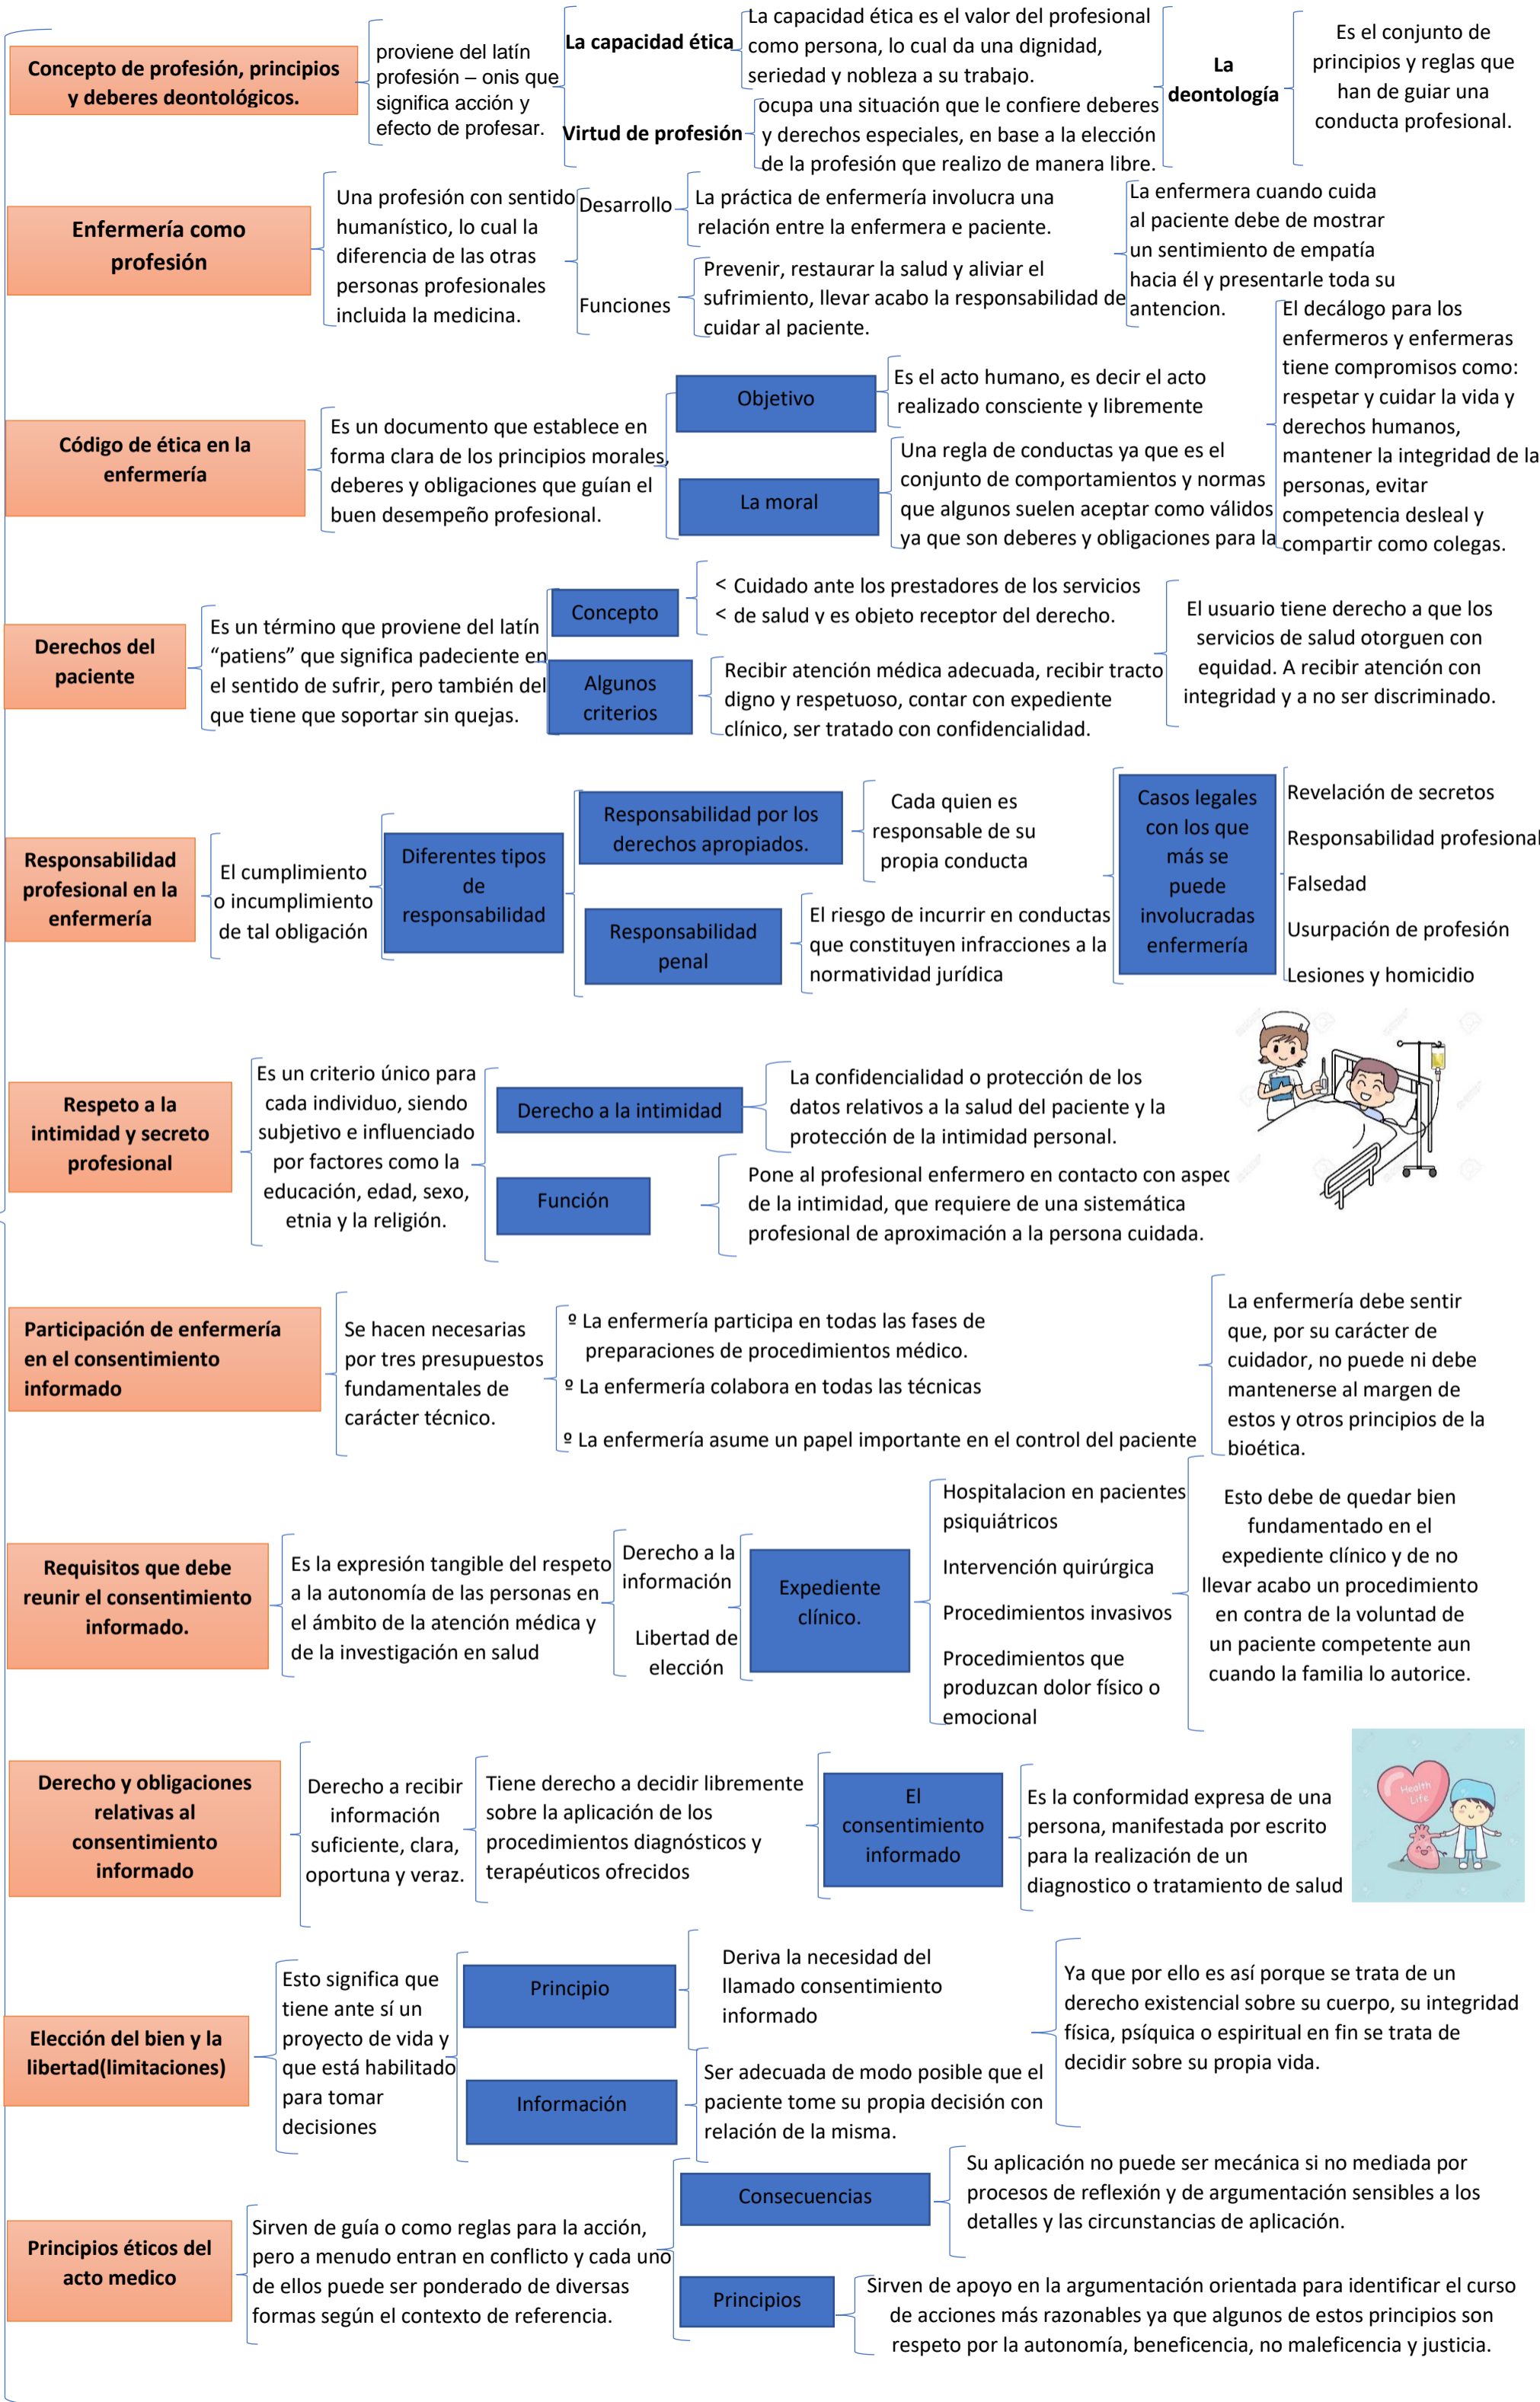 Concepto de profesión, principios
y deberes deontológicos.
proviene del latín
profesión – onis que
significa acción y
efecto de profesar.
La capacidad ética
La capacidad ética es el valor del profesional
como persona, lo cual da una dignidad,
seriedad y nobleza a su trabajo.
Virtud de profesión
ocupa una situación que le confiere deberes
y derechos especiales, en base a la elección
de la profesión que realizo de manera libre.
La
deontología
Es el conjunto de
principios y reglas que
han de guiar una
conducta profesional.
Enfermería como
profesión
Una profesión con sentido
humanístico, lo cual la
diferencia de las otras
personas profesionales
incluida la medicina.
Desarrollo
La práctica de enfermería involucra una
relación entre la enfermera e paciente.
Funciones
Prevenir, restaurar la salud y aliviar el
sufrimiento, llevar acabo la responsabilidad de
cuidar al paciente.
La enfermera cuando cuida
al paciente debe de mostrar
un sentimiento de empatía
hacia él y presentarle toda su
antencion.
Código de ética en la
enfermería
Es un documento que establece en
forma clara de los principios morales,
deberes y obligaciones que guían el
buen desempeño profesional.
Objetivo
Es el acto humano, es decir el acto
realizado consciente y libremente
La moral
Una regla de conductas ya que es el
conjunto de comportamientos y normas
que algunos suelen aceptar como válidos
ya que son deberes y obligaciones para la
El decálogo para los
enfermeros y enfermeras
tiene compromisos como:
respetar y cuidar la vida y
derechos humanos,
mantener la integridad de la
personas, evitar
competencia desleal y
compartir como colegas.
Derechos del
paciente
Es un término que proviene del latín
“patiens” que significa padeciente en
el sentido de sufrir, pero también del
que tiene que soportar sin quejas.
Concepto
< Cuidado ante los prestadores de los servicios
< de salud y es objeto receptor del derecho.
Algunos
criterios
Recibir atención médica adecuada, recibir tracto
digno y respetuoso, contar con expediente
clínico, ser tratado con confidencialidad.
El usuario tiene derecho a que los
servicios de salud otorguen con
equidad. A recibir atención con
integridad y a no ser discriminado.
Responsabilidad
profesional en la
enfermería
El cumplimiento
o incumplimiento
de tal obligación
Diferentes tipos
de
responsabilidad
Responsabilidad por los
derechos apropiados.
Cada quien es
responsable de su
propia conducta
Responsabilidad
penal
El riesgo de incurrir en conductas
que constituyen infracciones a la
normatividad jurídica
Casos legales
con los que
más se
puede
involucradas
enfermería
Revelación de secretos
Responsabilidad profesional
Falsedad
Usurpación de profesión
Lesiones y homicidio
Respeto a la
intimidad y secreto
profesional
Es un criterio único para
cada individuo, siendo
subjetivo e influenciado
por factores como la
educación, edad, sexo,
etnia y la religión.
Derecho a la intimidad
La confidencialidad o protección de los
datos relativos a la salud del paciente y la
protección de la intimidad personal.
Función
Pone al profesional enfermero en contacto con aspec
de la intimidad, que requiere de una sistemática
profesional de aproximación a la persona cuidada.
Participación de enfermería
en el consentimiento
informado
Se hacen necesarias
por tres presupuestos
fundamentales de
carácter técnico.
º La enfermería participa en todas las fases de
preparaciones de procedimientos médico.
º La enfermería colabora en todas las técnicas
º La enfermería asume un papel importante en el control del paciente
La enfermería debe sentir
que, por su carácter de
cuidador, no puede ni debe
mantenerse al margen de
estos y otros principios de la
bioética.
Requisitos que debe
reunir el consentimiento
informado.
Es la expresión tangible del respeto
a la autonomía de las personas en
el ámbito de la atención médica y
de la investigación en salud
Derecho a la
información
Libertad de
elección
Expediente
clínico.
Hospitalacion en pacientes
psiquiátricos
Intervención quirúrgica
Procedimientos invasivos
Procedimientos que
produzcan dolor físico o
emocional
Esto debe de quedar bien
fundamentado en el
expediente clínico y de no
llevar acabo un procedimiento
en contra de la voluntad de
un paciente competente aun
cuando la familia lo autorice.
Derecho y obligaciones
relativas al
consentimiento
informado
Derecho a recibir
información
suficiente, clara,
oportuna y veraz.
Tiene derecho a decidir libremente
sobre la aplicación de los
procedimientos diagnósticos y
terapéuticos ofrecidos
El
consentimiento
informado
Es la conformidad expresa de una
persona, manifestada por escrito
para la realización de un
diagnostico o tratamiento de salud
Health
Life
Elección del bien y la
libertad(limitaciones)
Esto significa que
tiene ante sí un
proyecto de vida y
que está habilitado
para tomar
decisiones
Principio
Deriva la necesidad del
llamado consentimiento
informado
Información
Ser adecuada de modo posible que el
paciente tome su propia decisión con
relación de la misma.
Ya que por ello es así porque se trata de un
derecho existencial sobre su cuerpo, su integridad
física, psíquica o espiritual en fin se trata de
decidir sobre su propia vida.
Principios éticos del
acto medico
Sirven de guía o como reglas para la acción,
pero a menudo entran en conflicto y cada uno
de ellos puede ser ponderado de diversas
formas según el contexto de referencia.
Consecuencias
Su aplicación no puede ser mecánica si no mediada por
procesos de reflexión y de argumentación sensibles a los
detalles y las circunstancias de aplicación.
Principios
Sirven de apoyo en la argumentación orientada para identificar el curso
de acciones más razonables ya que algunos de estos principios son
respeto por la autonomía, beneficencia, no maleficencia y justicia.